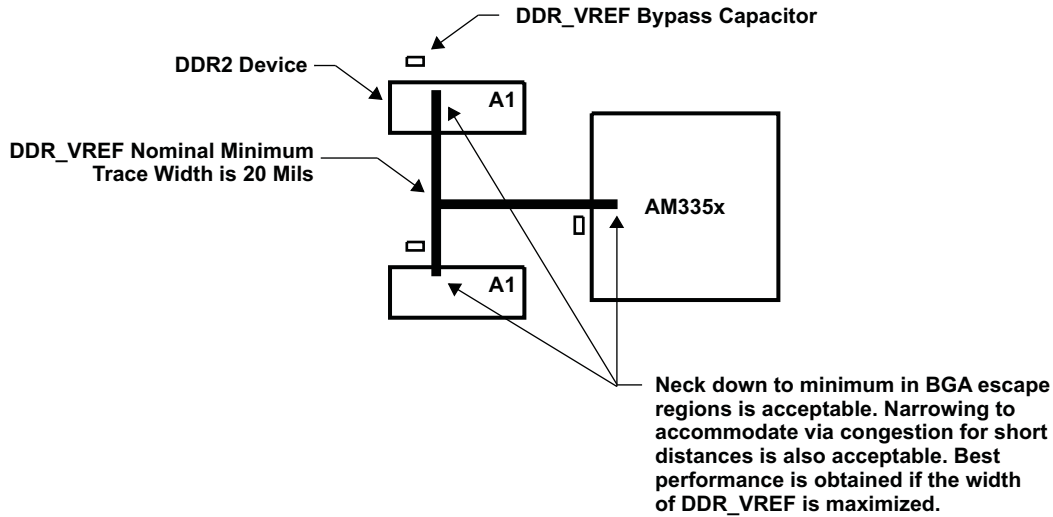 DDR_VREF Bypass Capacitor
DDR2 Device
A1
DDR_VREF Nominal Minimum
Trace Width is 20 Mils
AM335x
A1
Neck down to minimum in BGA escape
regions is acceptable. Narrowing to
accommodate via congestion for short
distances is also acceptable. Best
performance is obtained if the width
of DDR_VREF is maximized.